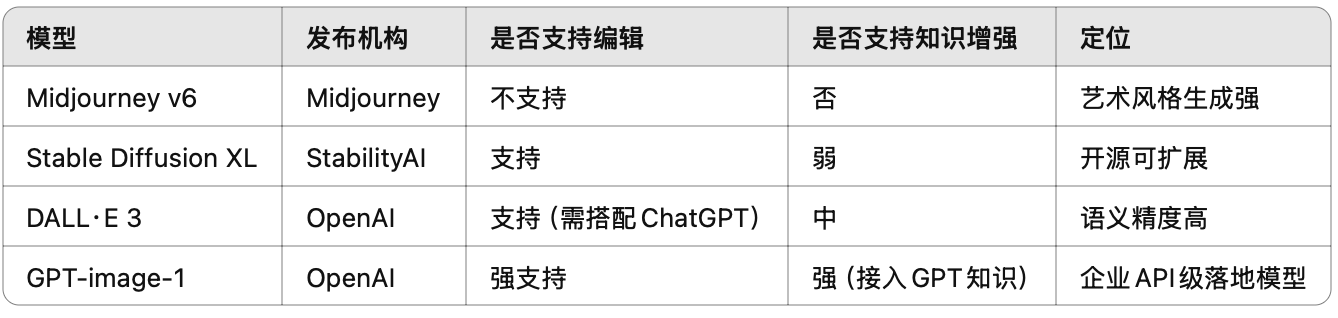 模型 发布机构 是否支持编辑 是否支持知识增强 定位
Midjourney v6 Midjourney 不支持 否 艺术风格生成强
Stable Diffusion XL StabilityAI 支持 弱 开源可扩展
DALL·E 3 OpenAI 支持（需搭配 ChatGPT） 中 语义精度高
GPT-image-1 OpenAI 强支持 强（接入 GPT 知识） 企业 API 级落地模型